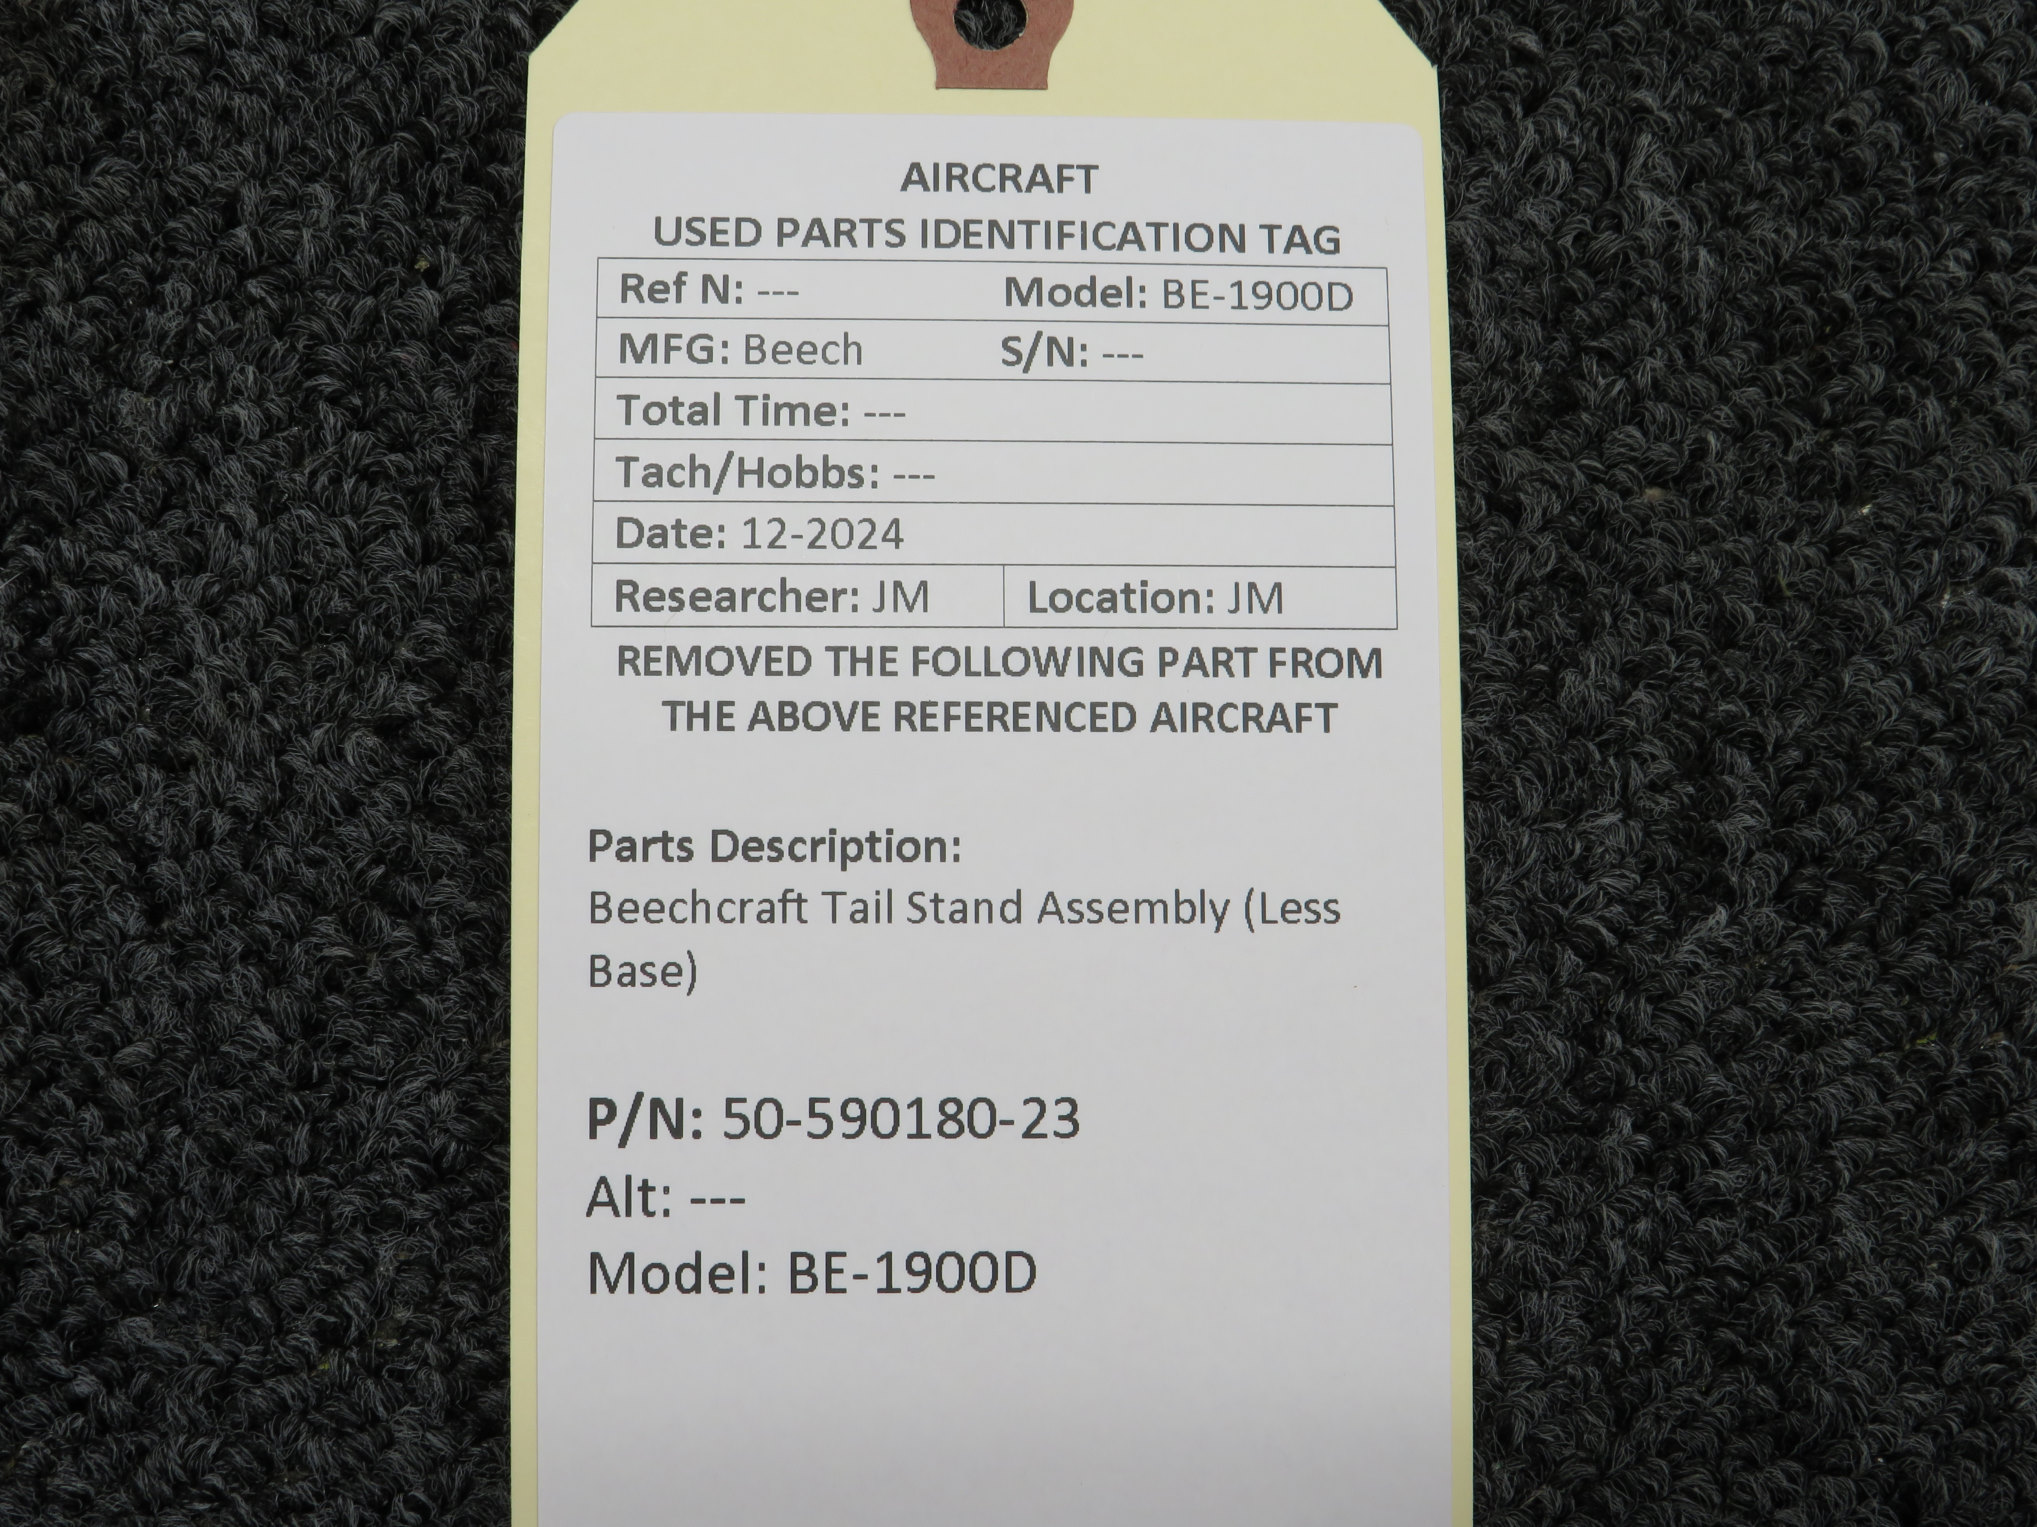 AIRCRAFT
USED PARTS IDENTIFICATION TAG
Ref N: --- Model: BE-1900D
MFG: Beech S/N: ---
Total Time: ---
Tach/Hobbs: ---
Date: 12-2024
Researcher: JM Location: JM
REMOVED THE FOLLOWING PART FROM
THE ABOVE REFERENCED AIRCRAFT
Parts Description:
Beechcraft Tail Stand Assembly (Less
Base)
P/N: 50-590180-23
Alt: ---
Model: BE-1900D